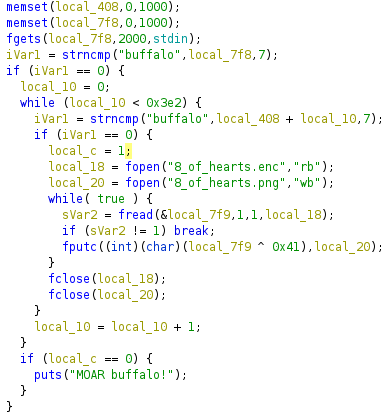 memset(local_408,0,1000);
memset(local_7f8,0,1000);
fgets(local_7f8,2000,stdin);
iVar1 = strncmp("buffalo",local_7f8,7);
if (iVar1 == 0) {
  local_10 = 0;
  while (local_10 < 0x3e2) {
    iVar1 = strncmp("buffalo",local_408 + local_10,7);
    if (iVar1 == 0) {
      local_c = 1;
      local_18 = fopen("8_of_hearts.enc","rb");
      local_20 = fopen("8_of_hearts.png","wb");
      while( true ) {
        sVar2 = fread(&local_7f9,1,1,local_18);
        if (sVar2 != 1) break;
        fputc((int)(char)(local_7f9 ^ 0x41),local_20);
      }
      fclose(local_18);
      fclose(local_20);
    }
    local_10 = local_10 + 1;
  }
  if (local_c == 0) {
    puts("MOAR buffalo!");
  }
}